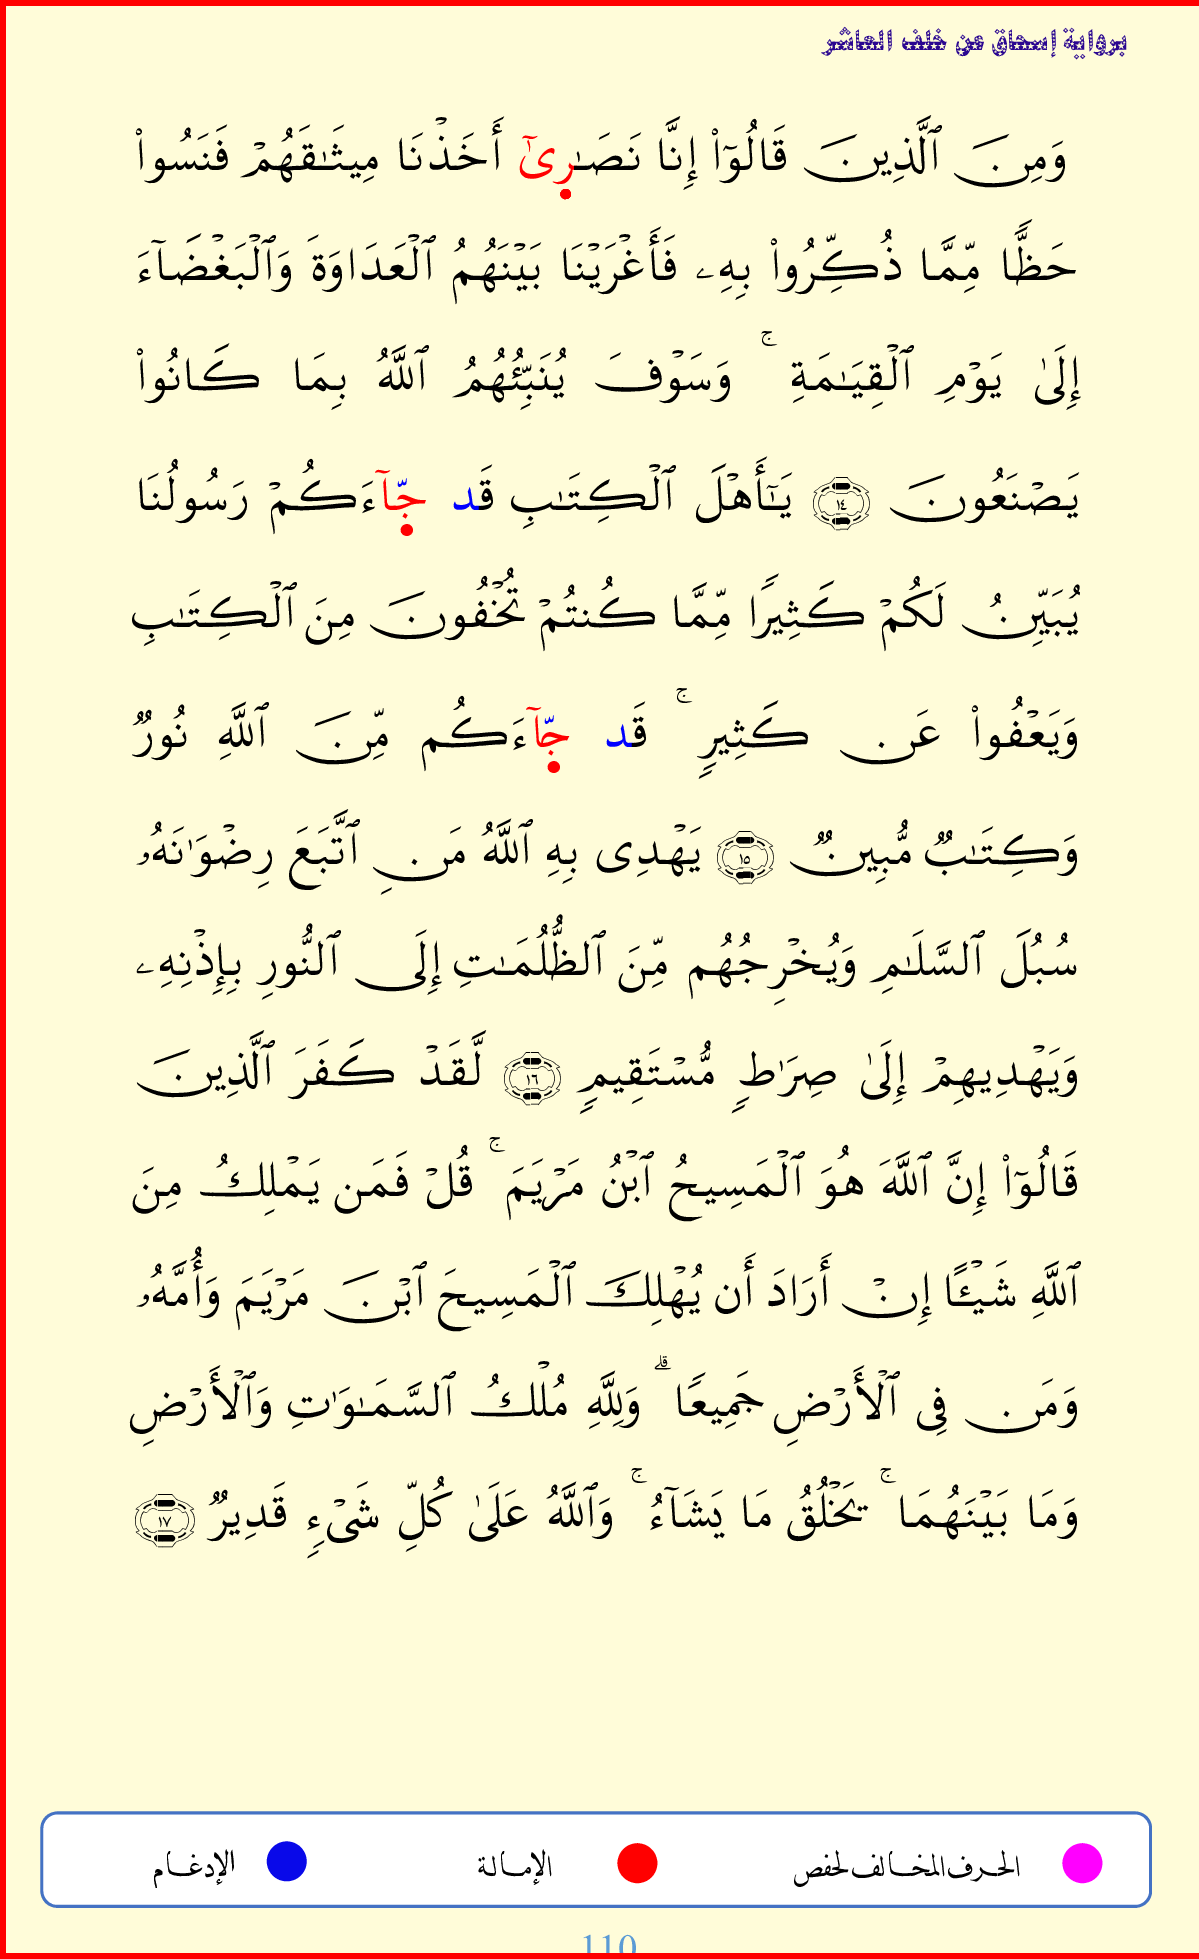 برواية إسحاق عن خلف العاشر
وَمِنَ ٱلَّذِينَ قَالُوٓا۟ إِنَّا نَصَـٰرِىٰٓ أَخَذْنَا مِيثَـٰقَهُمْ فَنَسُوا۟
حَظًّا مِّمَّا ذُكِّرُوا۟ بِهِۦ فَأَغْرَيْنَا بَيْنَهُمُ ٱلْعَدَاوَةَ وَٱلْبَغْضَآءَ
إِلَىٰ يَوْمِ ٱلْقِيَـٰمَةِ ۚ وَسَوْفَ يُنَبِّئُهُمُ ٱللَّهُ بِمَا كَانُوا۟
يَصْنَعُونَ ١٤ يَـٰٓأَهْلَ ٱلْكِتَـٰبِ قَد جِّآءَكُمْ رَسُولُنَا
يُبَيِّنُ لَكُمْ كَثِيرًا مِّمَّا كُنتُمْ تُخْفُونَ مِنَ ٱلْكِتَـٰبِ
وَيَعْفُوا۟ عَن كَثِيرٍ ۚ قَد جِّآءَكُم مِّنَ ٱللَّهِ نُورٌ
وَكِتَـٰبٌ مُّبِينٌ ١٥ يَهْدِى بِهِ ٱللَّهُ مَنِ ٱتَّبَعَ رِضْوَٰنَهُۥ
سُبُلَ ٱلسَّلَـٰمِ وَيُخْرِجُهُم مِّنَ ٱلظُّلُمَـٰتِ إِلَى ٱلنُّورِ بِإِذْنِهِۦ
وَيَهْدِيهِمْ إِلَىٰ صِرَٰطٍ مُّسْتَقِيمٍ ١٦ لَّقَدْ كَفَرَ ٱلَّذِينَ
قَالُوٓا۟ إِنَّ ٱللَّهَ هُوَ ٱلْمَسِيحُ ٱبْنُ مَرْيَمَ ۚ قُلْ فَمَن يَمْلِكُ مِنَ
ٱللَّهِ شَيْـًٔا إِنْ أَرَادَ أَن يُهْلِكَ ٱلْمَسِيحَ ٱبْنَ مَرْيَمَ وَأُمَّهُۥ
وَمَن فِى ٱلْأَرْضِ جَمِيعًا ۗ وَلِلَّهِ مُلْكُ ٱلسَّمَـٰوَٰتِ وَٱلْأَرْضِ
وَمَا بَيْنَهُمَا ۚ يَخْلُقُ مَا يَشَآءُ ۚ وَٱللَّهُ عَلَىٰ كُلِّ شَىْءٍ قَدِيرٌ ١٧
الحرف المخالف لحفص الإمالة الإدغام
110